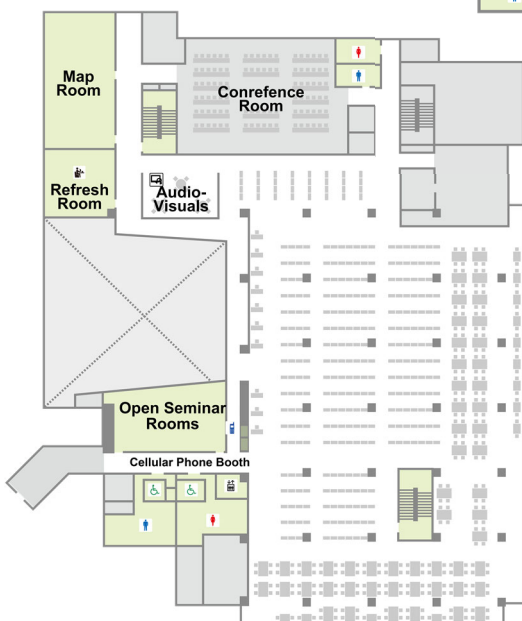 Map
Room
Conrefence
Room
Refresh
Room
Audio-
Visuals
Open Seminar
Rooms
Cellular Phone Booth